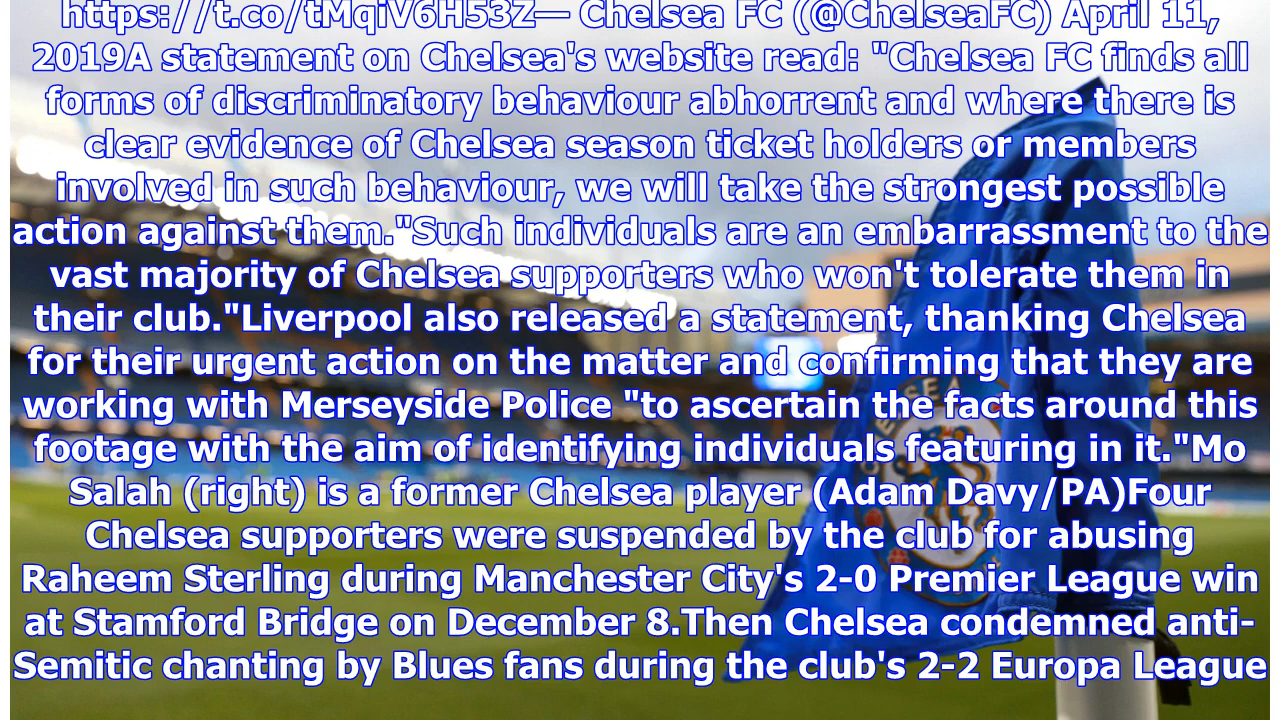 https://t.co/tMqiV6H53Z— Chelsea FC (@ChelseaFC) April 11,
2019A statement on Chelsea's website read: "Chelsea FC finds all
forms of discriminatory behaviour abhorrent and where there is
clear evidence of Chelsea season ticket holders or members
involved in such behaviour, we will take the strongest possible
action against them."Such individuals are an embarrassment to the
vast majority of Chelsea supporters who won't tolerate them in
their club."Liverpool also released a statement, thanking Chelsea
for their urgent action on the matter and confirming that they are
working with Merseyside Police "to ascertain the facts around this
footage with the aim of identifying individuals featuring in it."Mo
Salah (right) is a former Chelsea player (Adam Davy/PA)Four
Chelsea supporters were suspended by the club for abusing
Raheem Sterling during Manchester City's 2-0 Premier League win
at Stamford Bridge on December 8.Then Chelsea condemned anti-
Semitic chanting by Blues fans during the club's 2-2 Europa League